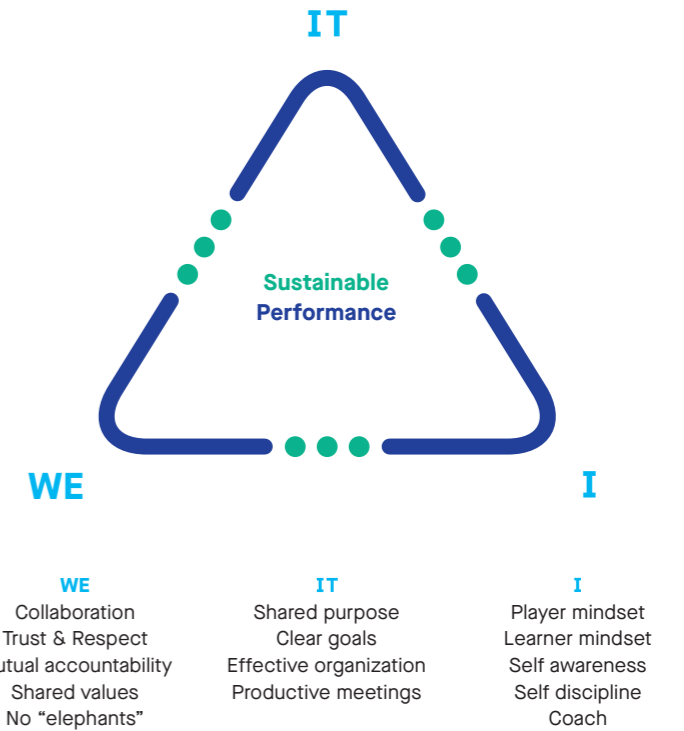 IT
Sustainable
Performance
WE
I
WE
Collaboration
Trust & Respect
accountability
Shared values
No “elephants”
IT
Shared purpose
Clear goals
Effective organization
Productive meetings
I
Player mindset
Learner mindset
Self awareness
Self discipline
Coach